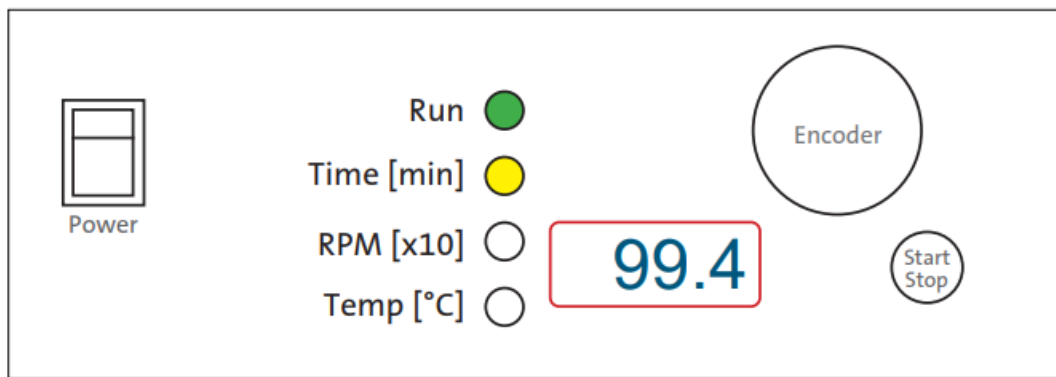 Run
Time [min]
RPM [x10]
Temp [°C]
Power
99.4
Encoder
Start
Stop